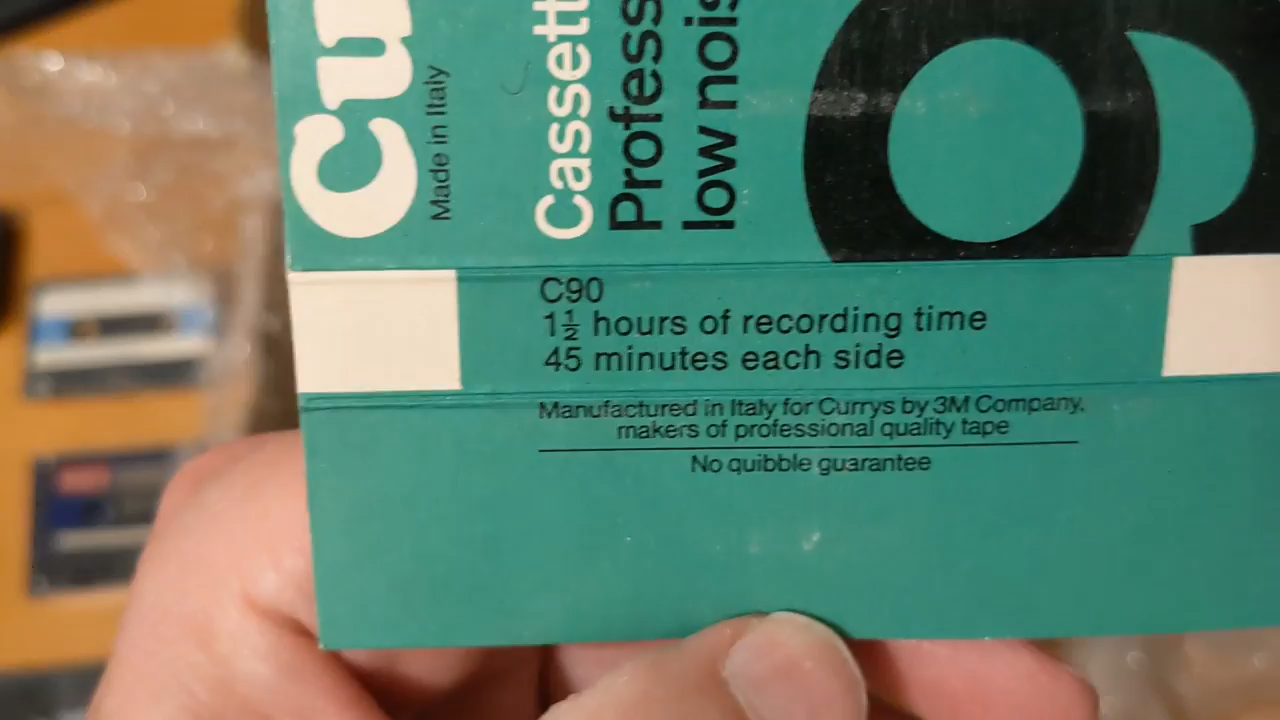 Cu
Made in Italy
Cassett
Profess
low nois
C90
1½ hours of recording time
45 minutes each side
Manufactured in Italy for Currys by 3M Company,
makers of professional quality tape
No quibble guarantee